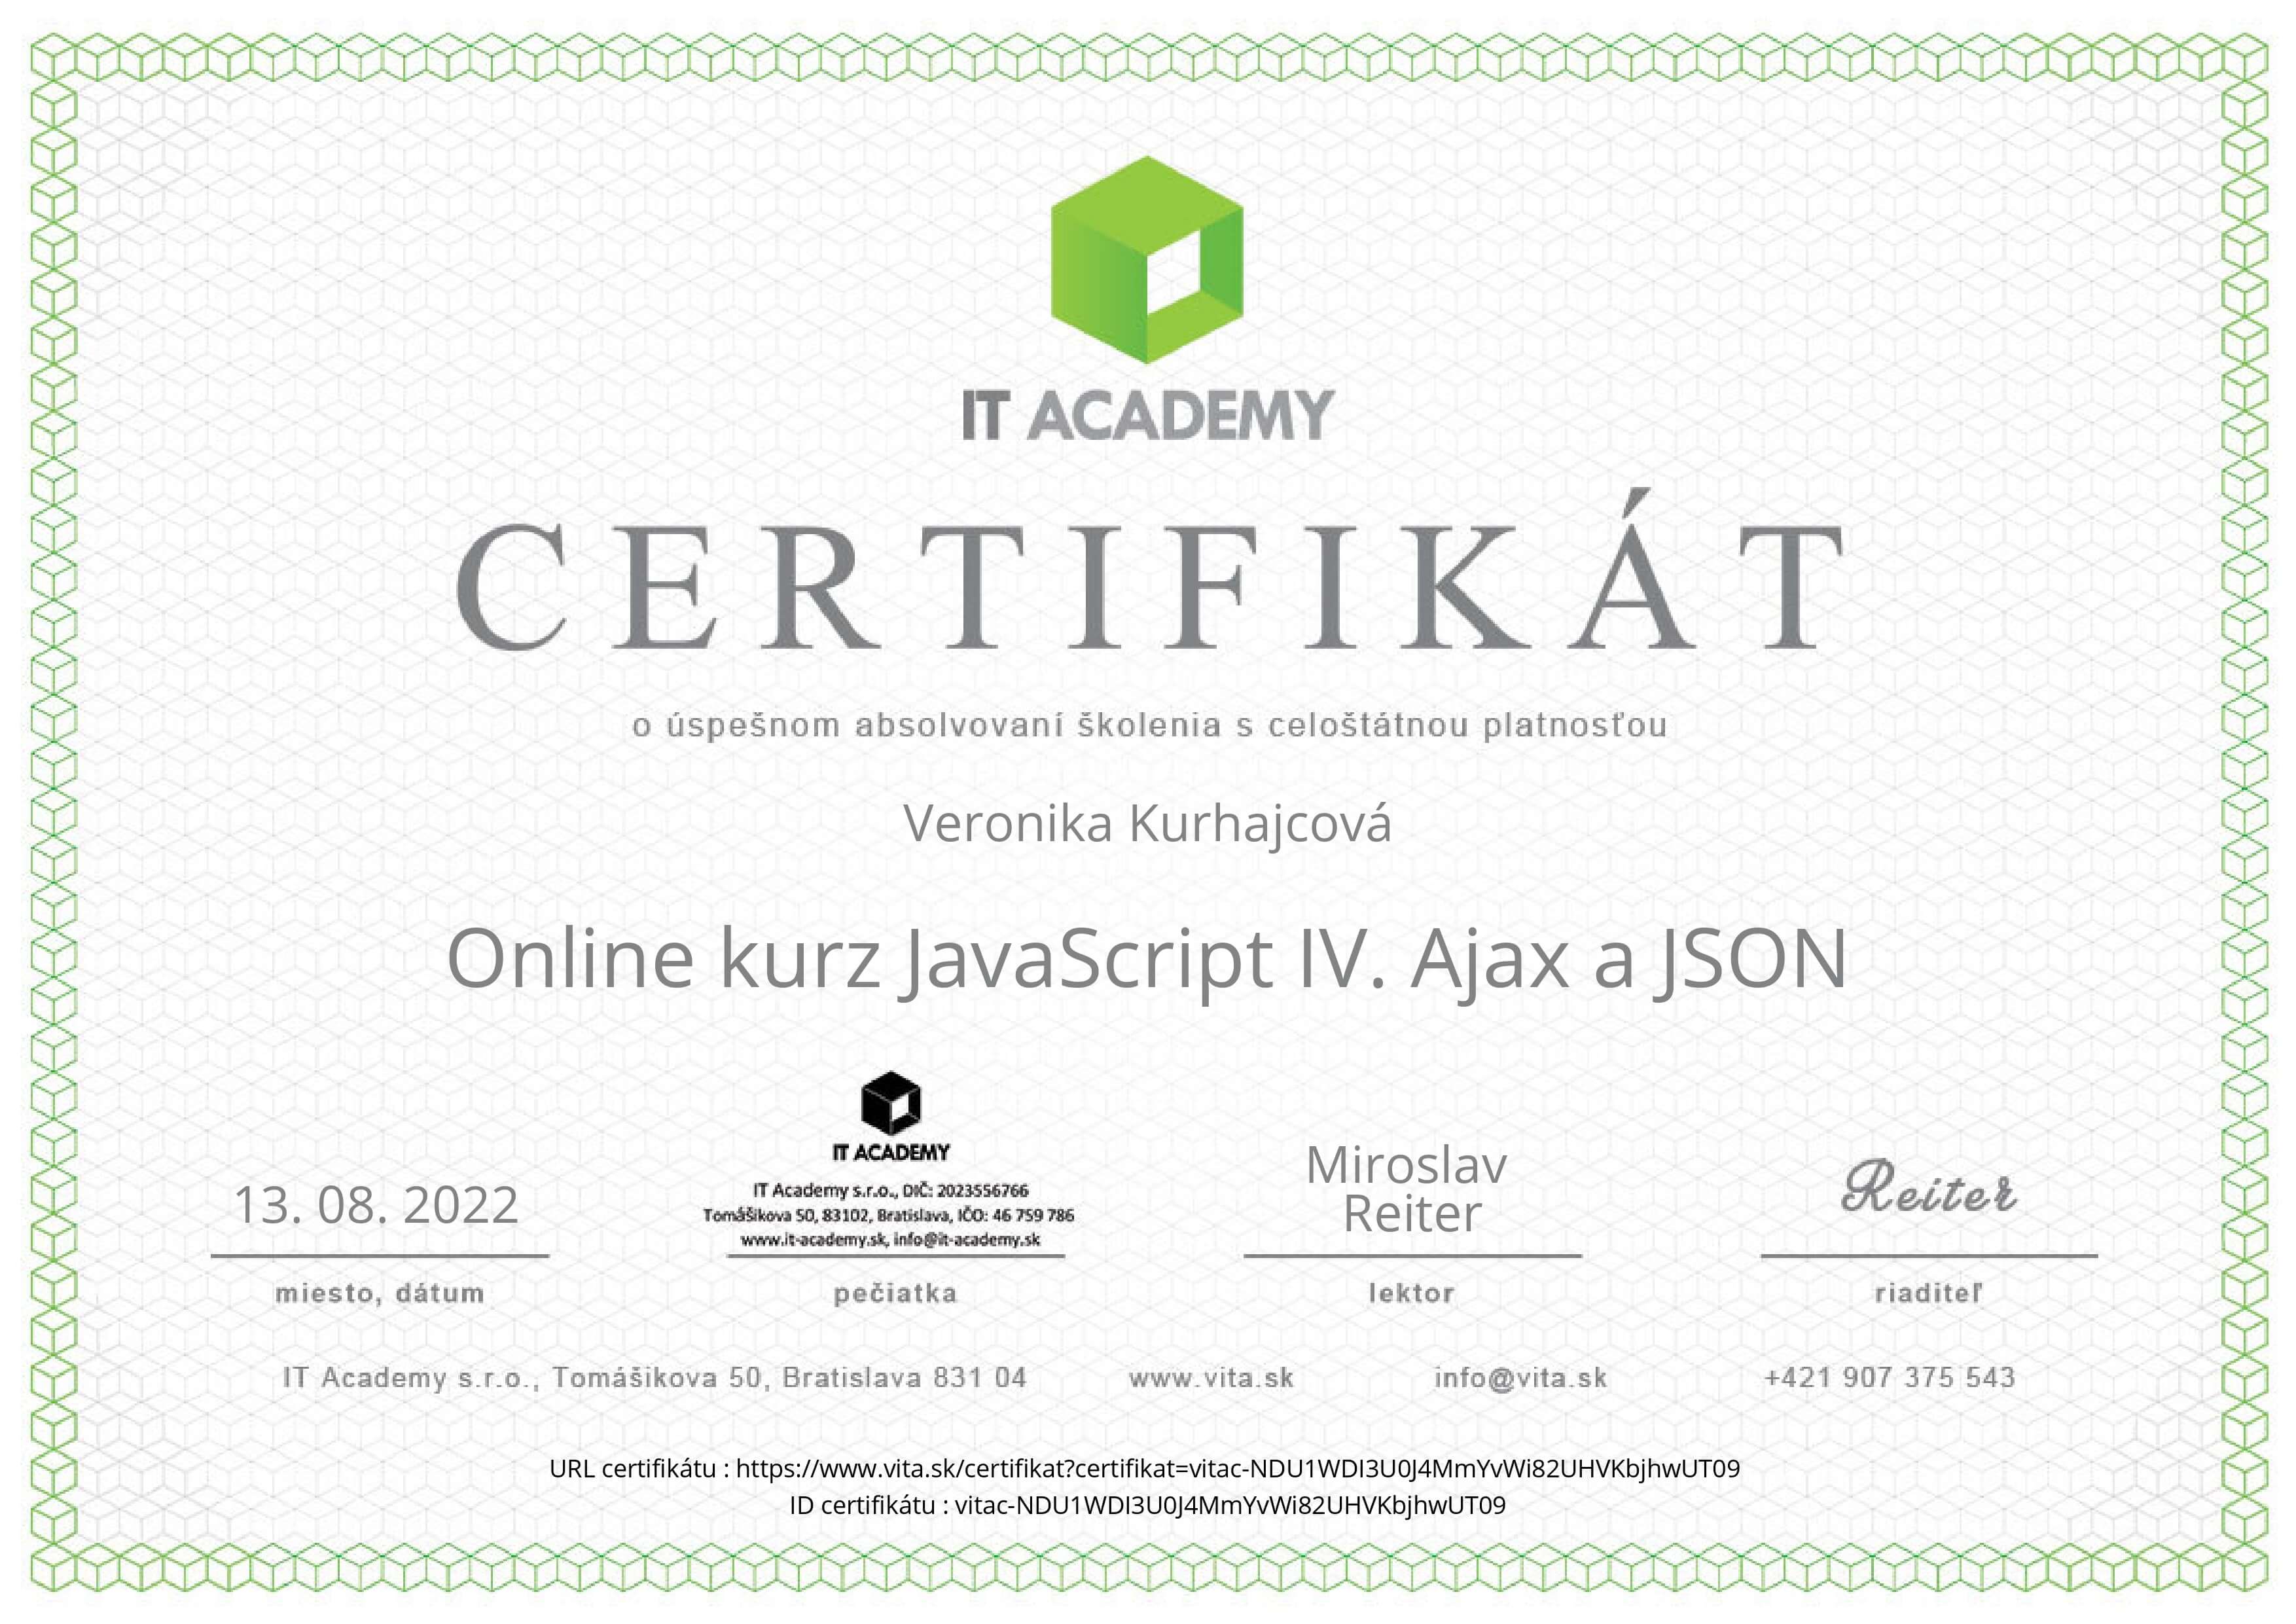 IT ACADEMY
CERTIFIKÁT
o úspešnom absolvovaní školenia s celoštátnou platnosťou
Veronika Kurhajcová
Online kurz JavaScript IV. Ajax a JSON
IT ACADEMY
IT Academy s.r.o., DIČ: 2023556766
Tomášikova 50, 83102, Bratislava, IČO: 46 759 786
www.it-academy.sk, info@it-academy.sk
13. 08. 2022
Miroslav
Reiter
Reiter
miesto, dátum pečiatka lektor riaditeľ
IT Academy s.r.o., Tomášikova 50, Bratislava 831 04 www.vita.sk info@vita.sk +421 907 375 543
URL certifikátu : https://www.vita.sk/certifikat?certifikat=vitac-NDU1WDI3U0J4MmYvWi82UHVKbjhwUT09
ID certifikátu : vitac-NDU1WDI3U0J4MmYvWi82UHVKbjhwUT09